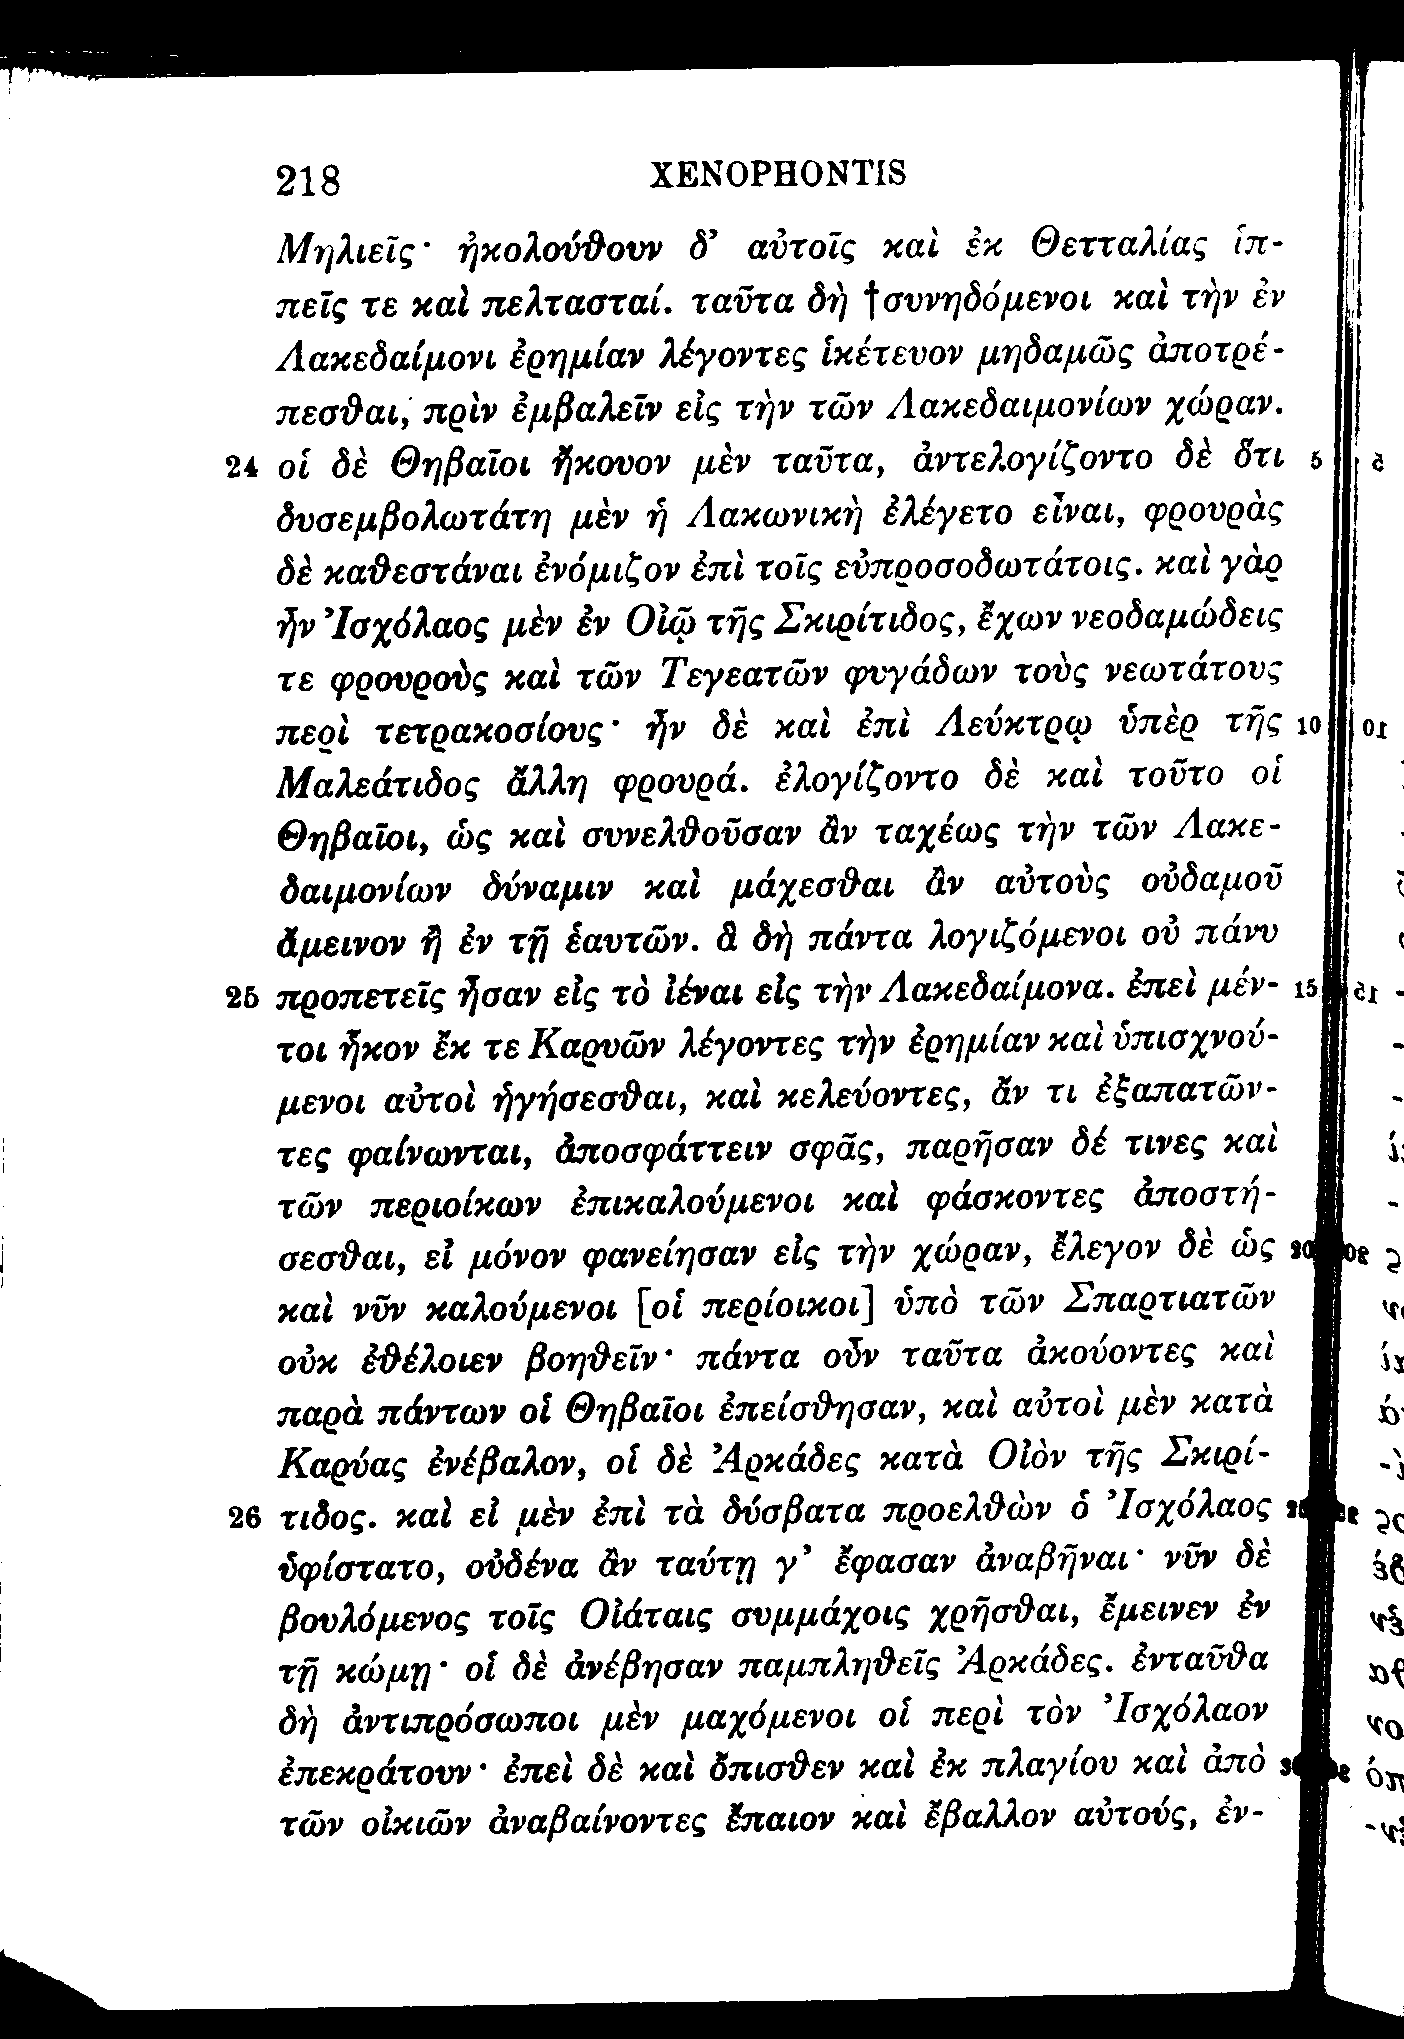 218 XENOPHONTIS
Μηλιεῖς· ἠκολούθουν δ’ αὐτοῖς καὶ ἐκ Θετταλίας ἱπ-
πεῖς τε καὶ πελτασταί. ταῦτα δὴ †συνηδόμενοι καὶ τὴν ἐν
Λακεδαίμονι ἐρημίαν λέγοντες ἱκέτευον μηδαμῶς ἀποτρέ-
πεσθαι, πρὶν ἐμβαλεῖν εἰς τὴν τῶν Λακεδαιμονίων χώραν.
24 οἱ δὲ Θηβαῖοι ἤκουον μὲν ταῦτα, ἀντελογίζοντο δὲ ὅτι 5
δυσεμβολωτάτη μὲν ἡ Λακωνικὴ ἐλέγετο εἶναι, φρουρὰς
δὲ καθεστάναι ἐνόμιζον ἐπὶ τοῖς εὐπροσοδωτάτοις. καὶ γὰρ
ἦν Ἰσχόλαος μὲν ἐν Οἰῷ τῆς Σκιρίτιδος, ἔχων νεοδαμώδεις
τε φρουροὺς καὶ τῶν Τεγεατῶν φυγάδων τοὺς νεωτάτους
περὶ τετρακοσίους· ἦν δὲ καὶ ἐπὶ Λεύκτρῳ ὑπὲρ τῆς 10
Μαλεάτιδος ἄλλη φρουρά. ἐλογίζοντο δὲ καὶ τοῦτο οἱ
Θηβαῖοι, ὡς καὶ συνελθοῦσαν ἂν ταχέως τὴν τῶν Λακε-
δαιμονίων δύναμιν καὶ μάχεσθαι ἂν αὐτοὺς οὐδαμοῦ
ἄμεινον ἢ ἐν τῇ ἑαυτῶν. ἃ δὴ πάντα λογιζόμενοι οὐ πάνυ
25 προπετεῖς ἦσαν εἰς τὸ ἰέναι εἰς τὴν Λακεδαίμονα. ἐπεὶ μέν- 15
τοι ἧκον ἔκ τε Καρυῶν λέγοντες τὴν ἐρημίαν καὶ ὑπισχνού-
μενοι αὐτοὶ ἡγήσεσθαι, καὶ κελεύοντες, ἄν τι ἐξαπατῶν-
τες φαίνωνται, ἀποσφάττειν σφᾶς, παρῆσαν δέ τινες καὶ
τῶν περιοίκων ἐπικαλούμενοι καὶ φάσκοντες ἀποστή-
σεσθαι, εἰ μόνον φανείησαν εἰς τὴν χώραν, ἔλεγον δὲ ὡς 20
καὶ νῦν καλούμενοι [οἱ περίοικοι] ὑπὸ τῶν Σπαρτιατῶν
οὐκ ἐθέλοιεν βοηθεῖν· πάντα οὖν ταῦτα ἀκούοντες καὶ
παρὰ πάντων οἱ Θηβαῖοι ἐπείσθησαν, καὶ αὐτοὶ μὲν κατὰ
Καρύας ἐνέβαλον, οἱ δὲ Ἀρκάδες κατὰ Οἰὸν τῆς Σκιρί-
26 τιδος. καὶ εἰ μὲν ἐπὶ τὰ δύσβατα προελθὼν ὁ Ἰσχόλαος
ὑφίστατο, οὐδένα ἂν ταύτῃ γ’ ἔφασαν ἀναβῆναι· νῦν δὲ
βουλόμενος τοῖς Οἰάταις συμμάχοις χρῆσθαι, ἔμεινεν ἐν
τῇ κώμῃ· οἱ δὲ ἀνέβησαν παμπληθεῖς Ἀρκάδες. ἐνταῦθα
δὴ ἀντιπρόσωποι μὲν μαχόμενοι οἱ περὶ τὸν Ἰσχόλαον
ἐπεκράτουν· ἐπεὶ δὲ καὶ ὄπισθεν καὶ ἐκ πλαγίου καὶ ἀπὸ
τῶν οἰκιῶν ἀναβαίνοντες ἔπαιον καὶ ἔβαλλον αὐτούς, ἐν-